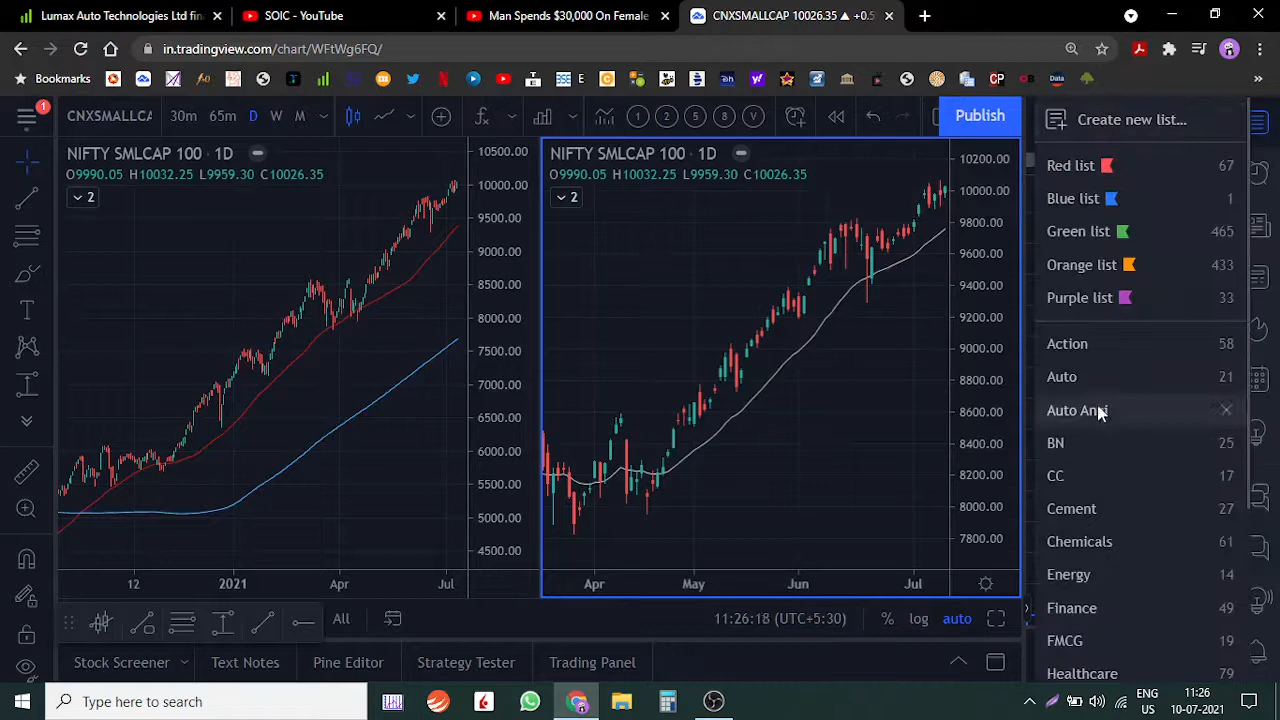 Lumax Auto Technologies Ltd fin
SOIC - YouTube
Man Spends $30,000 On Female
CNXSMALLCAP 10026.35 ▲ +0.5
in.tradingview.com/chart/WFtWg6FQ/
Bookmarks
CNXSMALLCA
30m 65m D W M
1 2 5 8 V
Publish
NIFTY SMLCAP 100 · 1D
O9990.05 H10032.25 L9959.30 C10026.35
2
10500.00
10000.00
9500.00
9000.00
8500.00
8000.00
7500.00
7000.00
6500.00
6000.00
5500.00
5000.00
4500.00
12 2021 Apr Jul
NIFTY SMLCAP 100 · 1D
O9990.05 H10032.25 L9959.30 C10026.35
2
10200.00
10000.00
9800.00
9600.00
9400.00
9200.00
9000.00
8800.00
8600.00
8400.00
8200.00
8000.00
7800.00
Apr May Jun Jul
Create new list...
Red list 67
Blue list 1
Green list 465
Orange list 433
Purple list 3
Action 58
Auto 21
Auto
BN 25
CC 17
Cement 27
Chemicals 61
Energy 14
Finance 49
FMCG 19
Healthcare 79
All
11:26:18 (UTC+5:30) % log auto
Stock Screener Text Notes Pine Editor Strategy Tester Trading Panel
Type here to search
ENG
US
11:26
10-07-2021